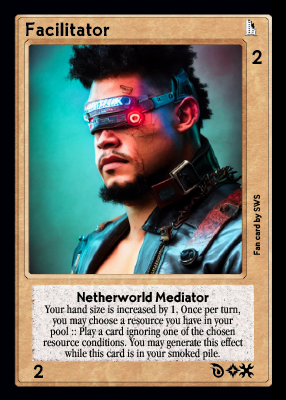 Facilitator
2
Fan card by SWS
Netherworld Mediator
Your hand size is increased by 1. Once per turn,
you may choose a resource you have in your
pool :: Play a card ignoring one of the chosen
resource conditions. You may generate this effect
while this card is in your smoked pile.
2